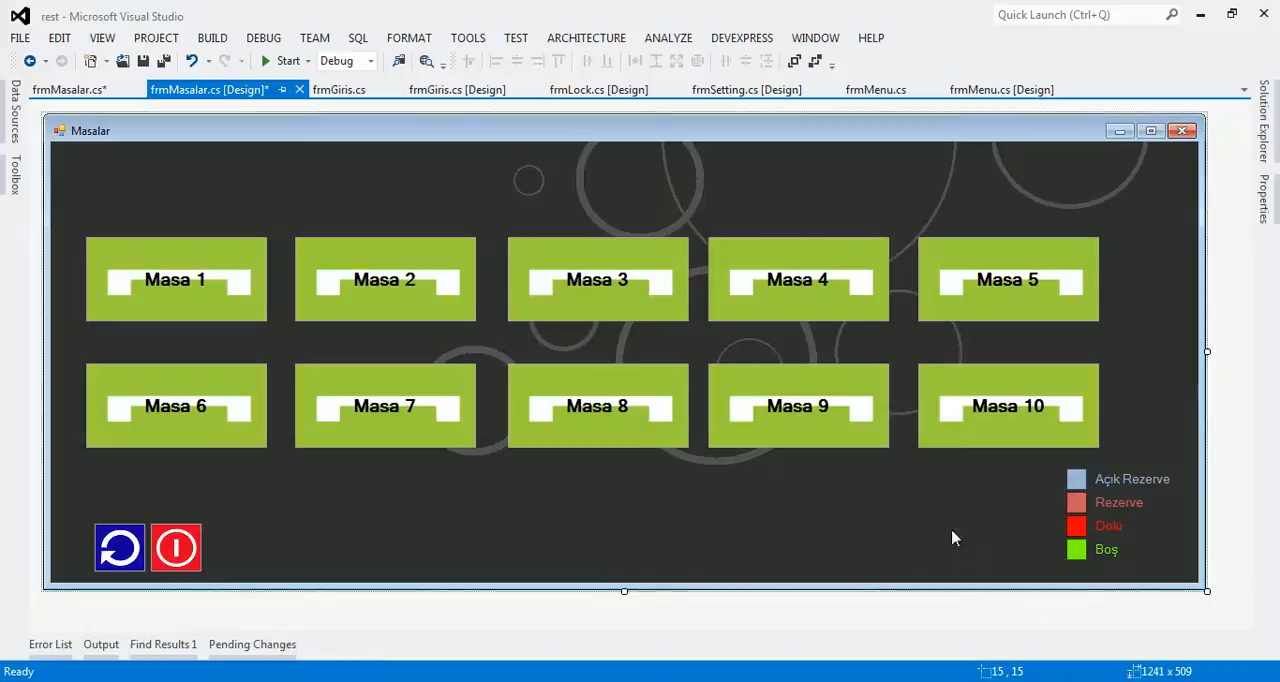 rest - Microsoft Visual Studio
Quick Launch (Ctrl+Q)
FILE EDIT VIEW PROJECT BUILD DEBUG TEAM SQL FORMAT TOOLS TEST ARCHITECTURE ANALYZE DEVEXPRESS WINDOW HELP
Start Debug
frmMasalar.cs* frmMasalar.cs [Design]* frmGiris.cs frmGiris.cs [Design] frmLock.cs [Design] frmSetting.cs [Design] frmMenu.cs frmMenu.cs [Design]
Data Sources
Toolbox
Solution Explorer
Properties
Masalar
Masa 1 Masa 2 Masa 3 Masa 4 Masa 5
Masa 6 Masa 7 Masa 8 Masa 9 Masa 10
Açık Rezerve
Rezerve
Dolu
Boş
Error List Output Find Results 1 Pending Changes
Ready 15 , 15 1241 x 509